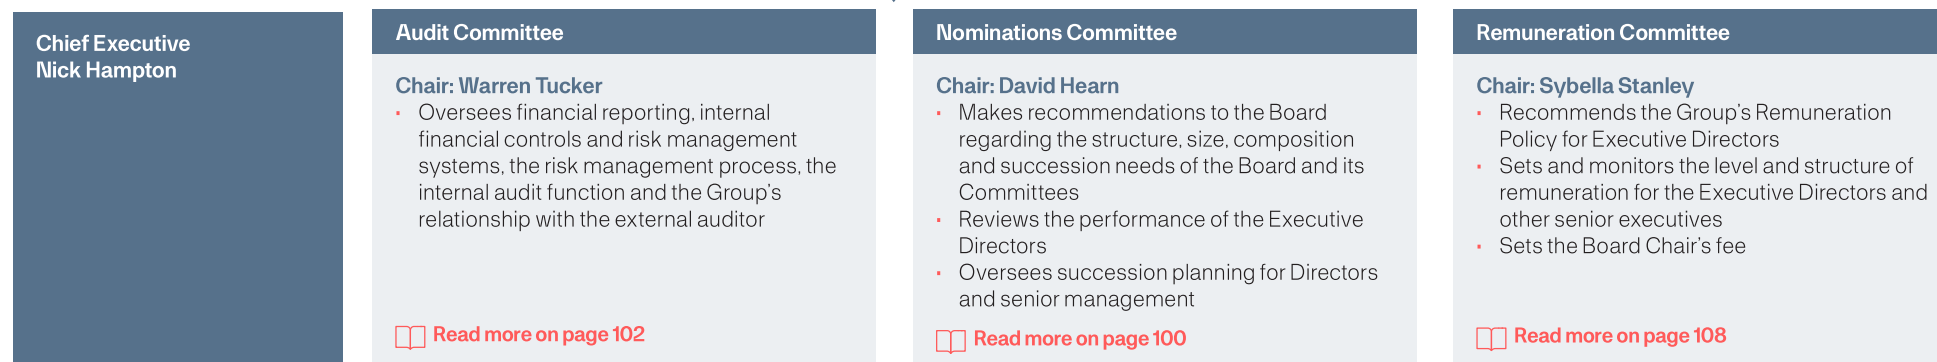 Chief Executive
Nick Hampton
Audit Committee
Chair: Warren Tucker
• Oversees financial reporting, internal
financial controls and risk management
systems, the risk management process, the
internal audit function and the Group's
relationship with the external auditor
Read more on page 102
Nominations Committee
Chair: David Hearn
• Makes recommendations to the Board
regarding the structure, size, composition
and succession needs of the Board and its
Committees
• Reviews the performance of the Executive
Directors
• Oversees succession planning for Directors
and senior management
Read more on page 100
Remuneration Committee
Chair: Sybella Stanley
• Recommends the Group's Remuneration
Policy for Executive Directors
• Sets and monitors the level and structure of
remuneration for the Executive Directors and
other senior executives
• Sets the Board Chair's fee
Read more on page 108